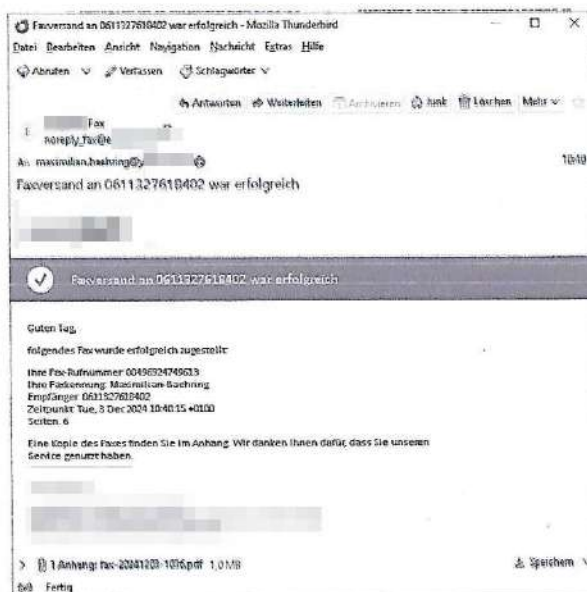 Faxversand an 0611327618402 war erfolgreich - Mozilla Thunderbird
Datei Bearbeiten Ansicht Navigation Nachricht Extras Hilfe
Abrufen Verfassen Schlagwörter
Antworten Weiterleiten Archivieren Junk Löschen Mehr
Fax
noreply_fax@e
An maximilian.baehring@y
10:40
Faxversand an 0611327618402 war erfolgreich
Faxversand an 0611327618402 war erfolgreich
Guten Tag,
folgendes Fax wurde erfolgreich zugestellt:
Ihre Fax-Rufnummer: 00496924749613
Ihre Faxkennung: Maximilian Baehring
Empfänger: 0611327618402
Zeitpunkt: Tue, 3 Dec 2024 10:40:15 +0100
Seiten: 6
Eine Kopie des Faxes finden Sie im Anhang. Wir danken Ihnen dafür, dass Sie unseren
Service genutzt haben.
1 Anhang: fax-20241203-1036.pdf 1,0 MB
Speichern
Fertig